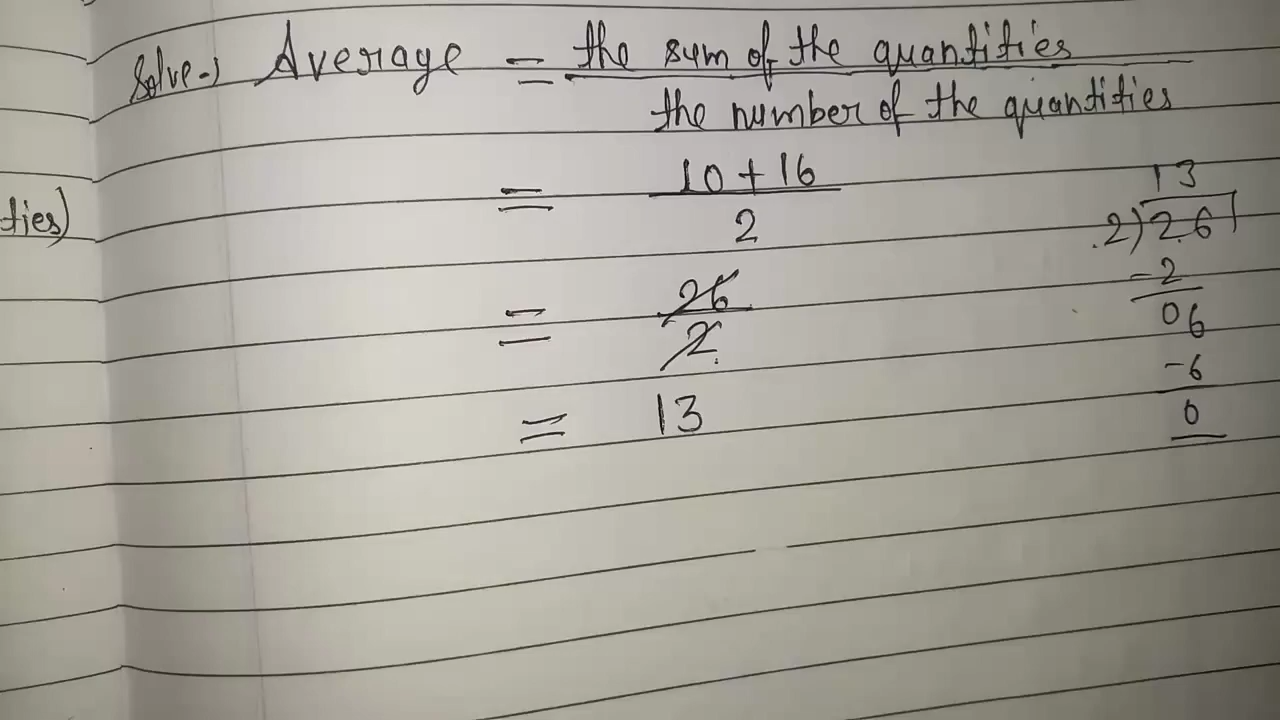 Solve→ Average = the sum of the quantities
the number of the quantities
= 10 + 16
2
= 26
2
= 13
ties)
13
2)26
-2
06
-6
0